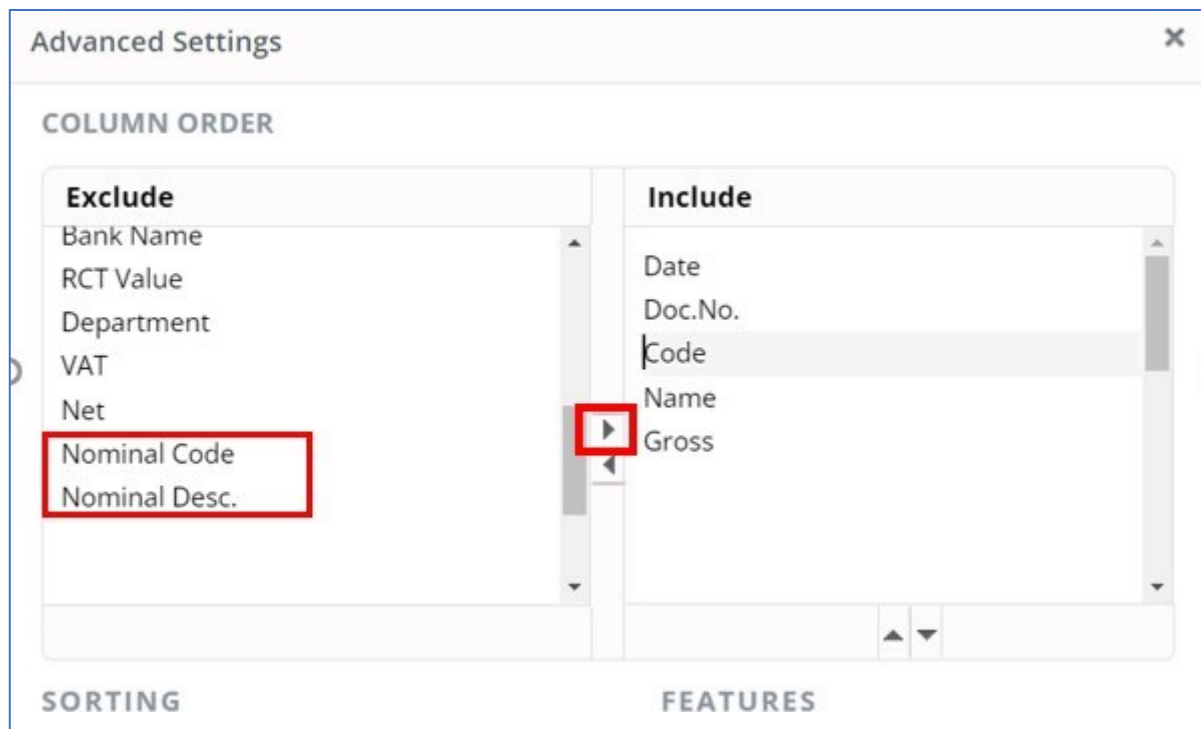 Advanced Settings
COLUMN ORDER
Exclude
Bank Name
RCT Value
Department
VAT
Net
Nominal Code
Nominal Desc.
Include
Date
Doc.No.
Code
Name
Gross
SORTING
FEATURES